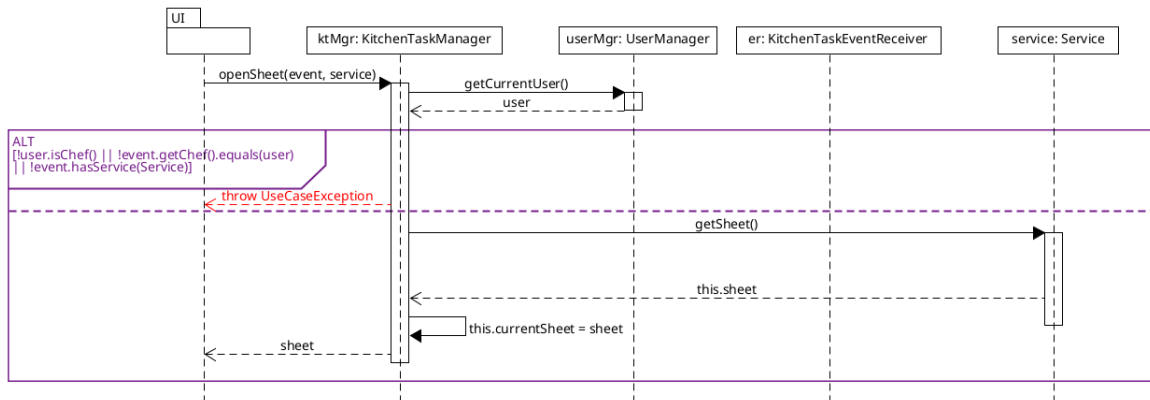 UI
ktMgr: KitchenTaskManager
userMgr: UserManager
er: KitchenTaskEventReceiver
service: Service
openSheet(event, service)
getCurrentUser()
user
ALT
[!user.isChef() || !event.getChef().equals(user)
|| !event.hasService(Service)]
throw UseCaseException
getSheet()
this.sheet
this.currentSheet = sheet
sheet